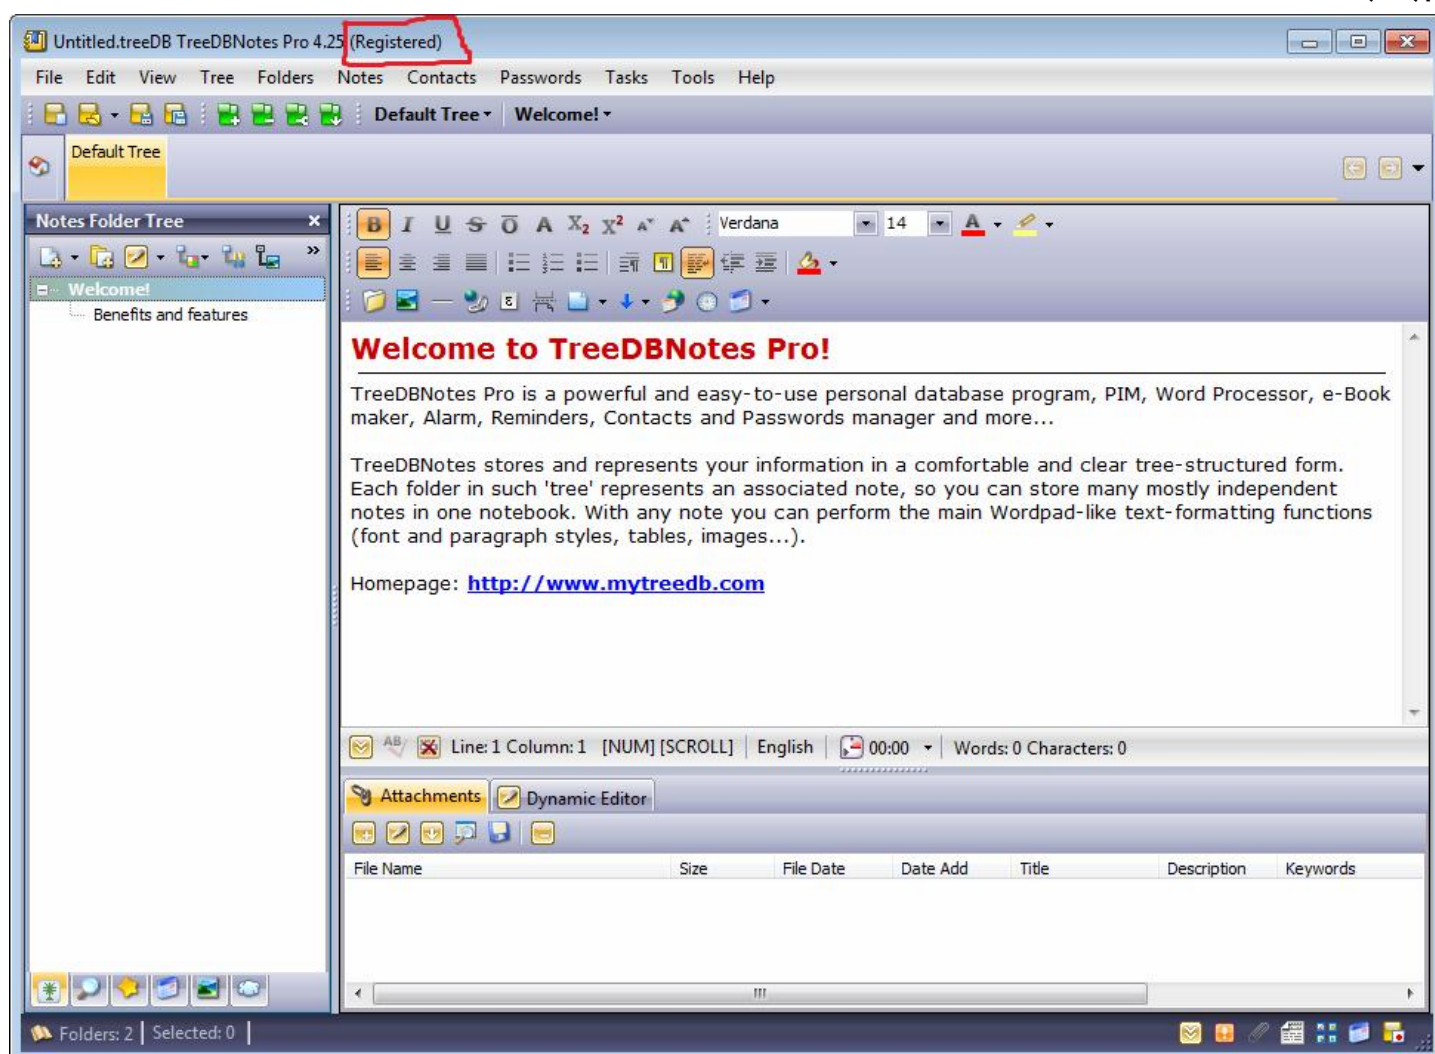 Untitled.treeDB TreeDBNotes Pro 4.25 (Registered)
File Edit View Tree Folders Notes Contacts Passwords Tasks Tools Help
Default Tree Welcome!
Default Tree
Notes Folder Tree
Welcome!
Benefits and features
B I U S O A X2 X2 A A Verdana 14 A
Welcome to TreeDBNotes Pro!
TreeDBNotes Pro is a powerful and easy-to-use personal database program, PIM, Word Processor, e-Book
maker, Alarm, Reminders, Contacts and Passwords manager and more...
TreeDBNotes stores and represents your information in a comfortable and clear tree-structured form.
Each folder in such 'tree' represents an associated note, so you can store many mostly independent
notes in one notebook. With any note you can perform the main Wordpad-like text-formatting functions
(font and paragraph styles, tables, images...).
Homepage: http://www.mytreedb.com
Line: 1 Column: 1 [NUM] [SCROLL] English 00:00 Words: 0 Characters: 0
Attachments Dynamic Editor
File Name Size File Date Date Add Title Description Keywords
Folders: 2 Selected: 0